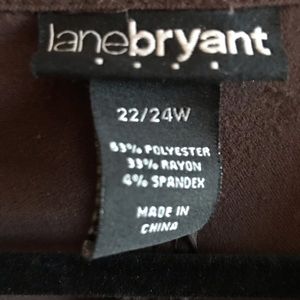 lanebryant
22/24W
63% POLYESTER
33% RAYON
4% SPANDEX
MADE IN
CHINA